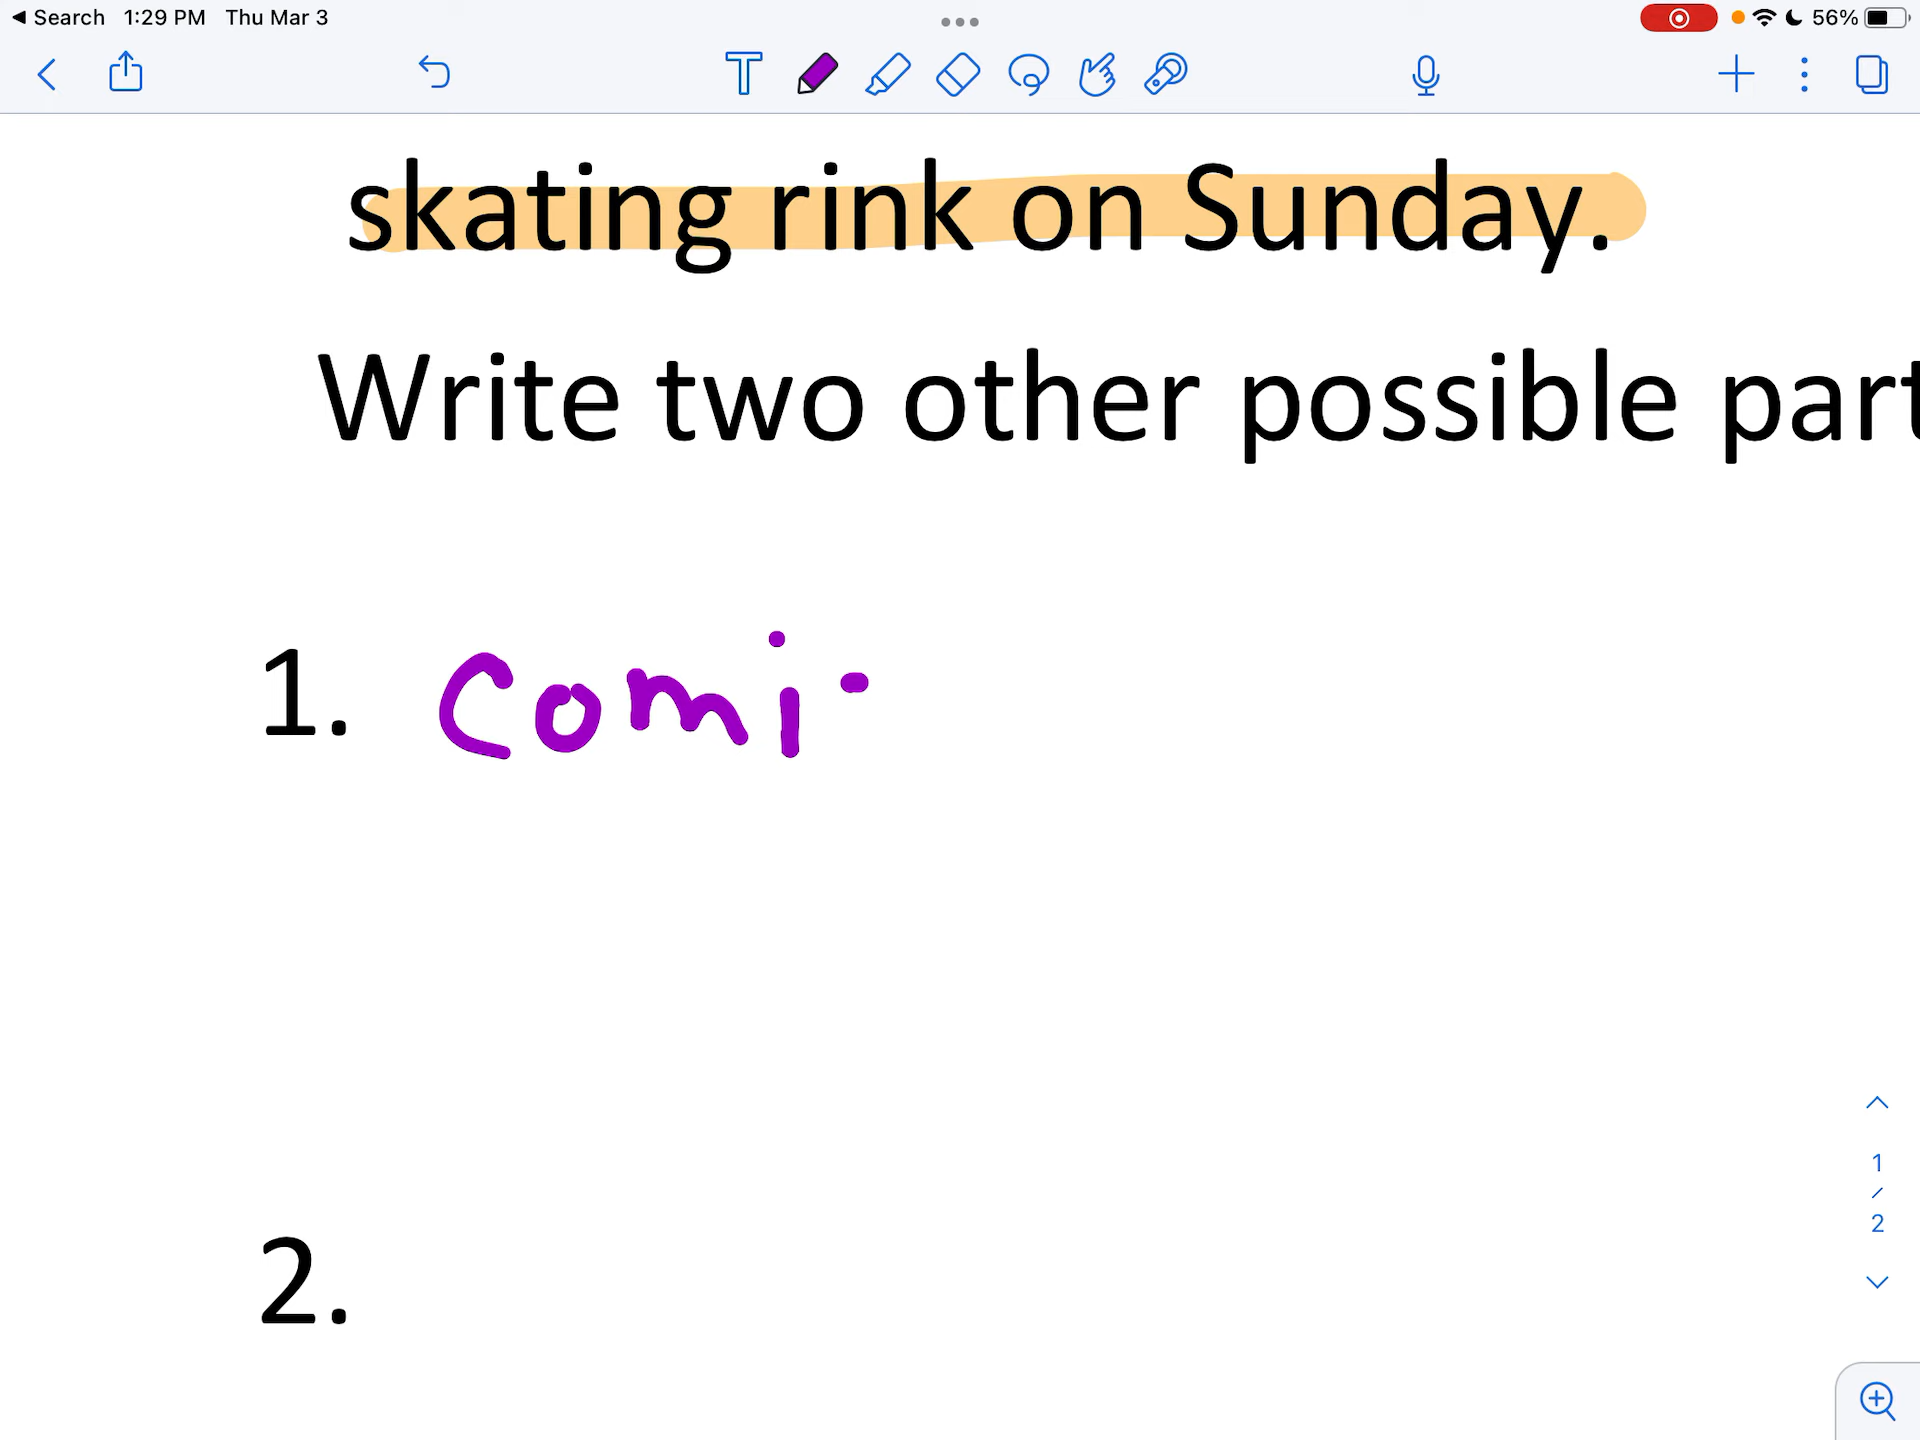 Search 1:29 PM Thu Mar 3 56%
T
skating rink on Sunday.
Write two other possible part
1. Comi-
1
/
2
2.